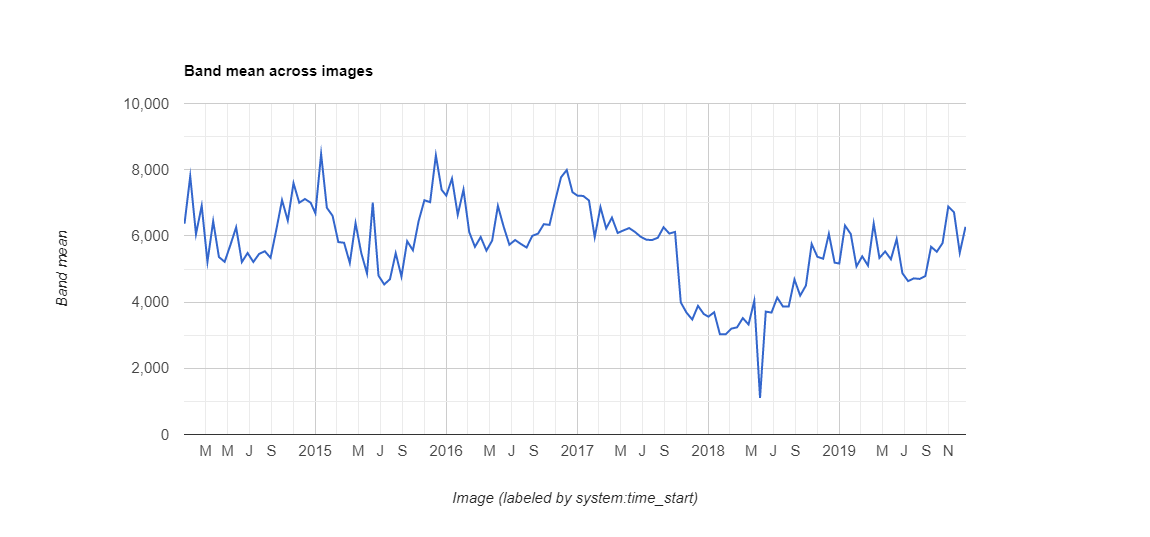 Band mean across images
10,000
8,000
6,000
4,000
2,000
0
Band mean
M M J S 2015 M J S 2016 M J S 2017 M J S 2018 M J S 2019 M J S N
Image (labeled by system:time_start)